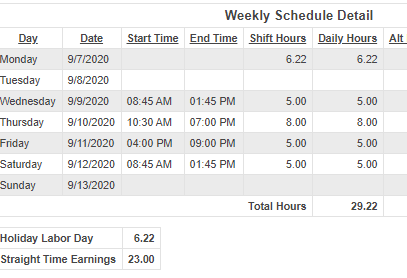 Weekly Schedule Detail
Day Date Start Time End Time Shift Hours Daily Hours Alt
Monday 9/7/2020 6.22 6.22
Tuesday 9/8/2020
Wednesday 9/9/2020 08:45 AM 01:45 PM 5.00 5.00
Thursday 9/10/2020 10:30 AM 07:00 PM 8.00 8.00
Friday 9/11/2020 04:00 PM 09:00 PM 5.00 5.00
Saturday 9/12/2020 08:45 AM 01:45 PM 5.00 5.00
Sunday 9/13/2020
Total Hours 29.22
Holiday Labor Day 6.22
Straight Time Earnings 23.00